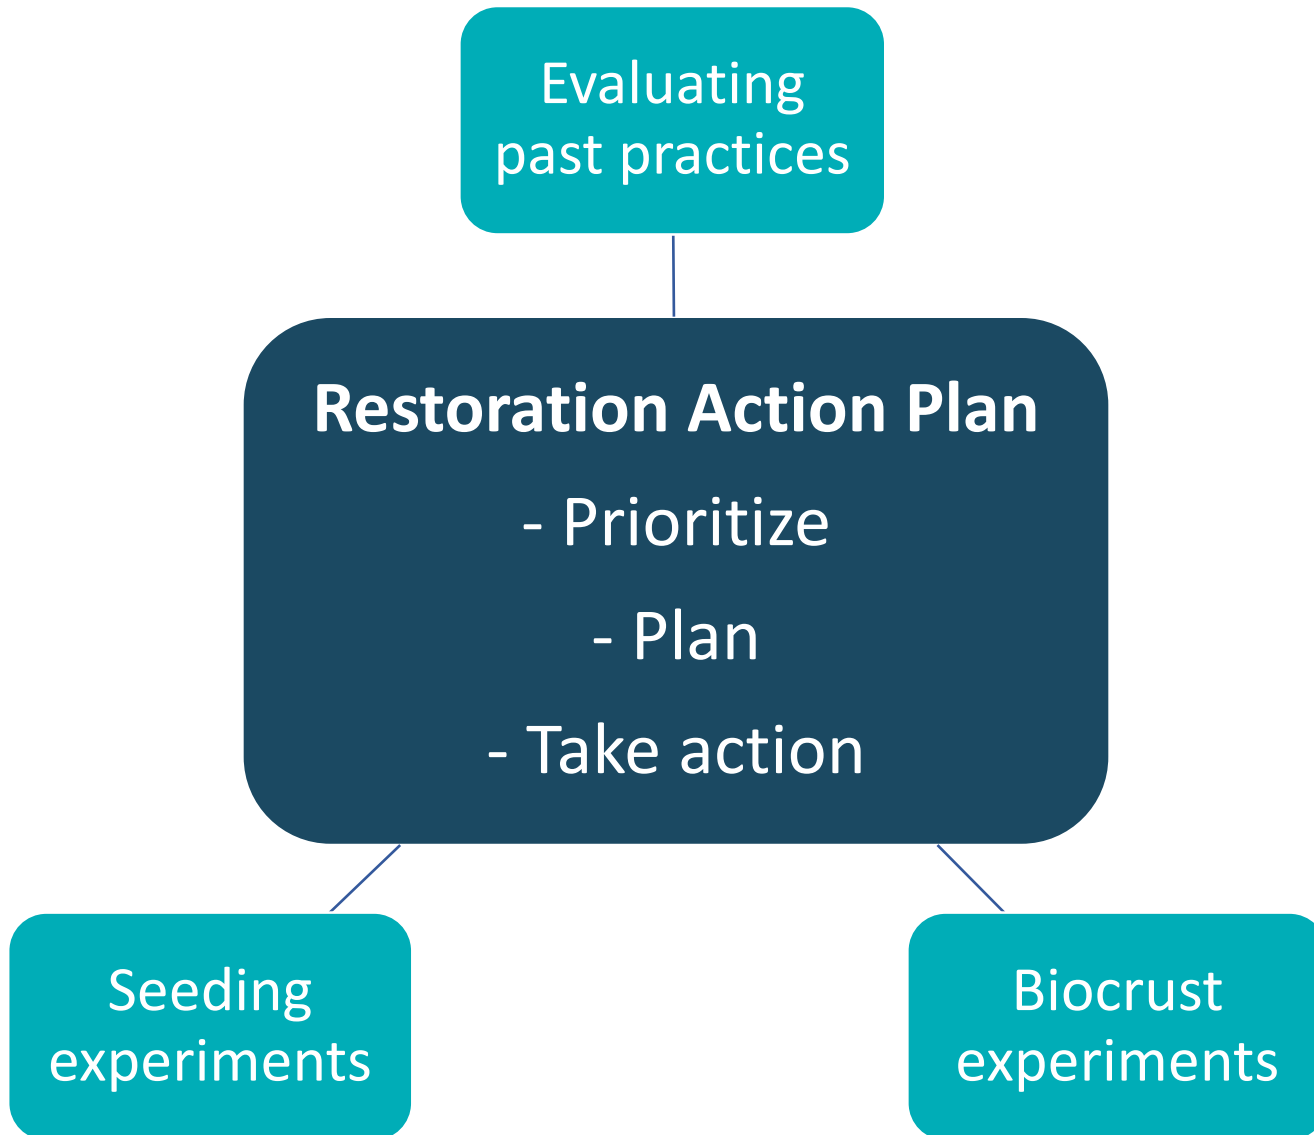 Evaluating
past practices
Restoration Action Plan
- Prioritize
- Plan
- Take action
Seeding
experiments
Biocrust
experiments